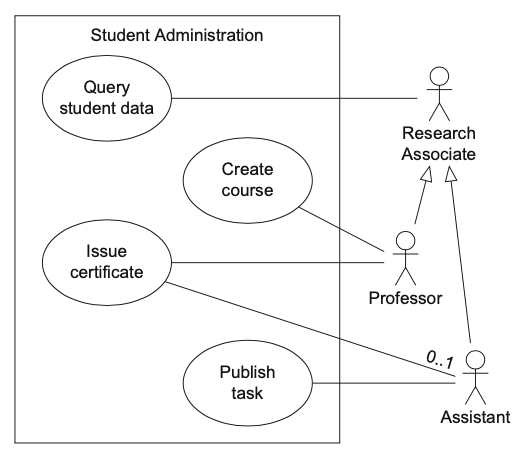 Student Administration
Query
student data
Research
Associate
Create
course
Issue
certificate
Professor
0..1
Publish
task
Assistant